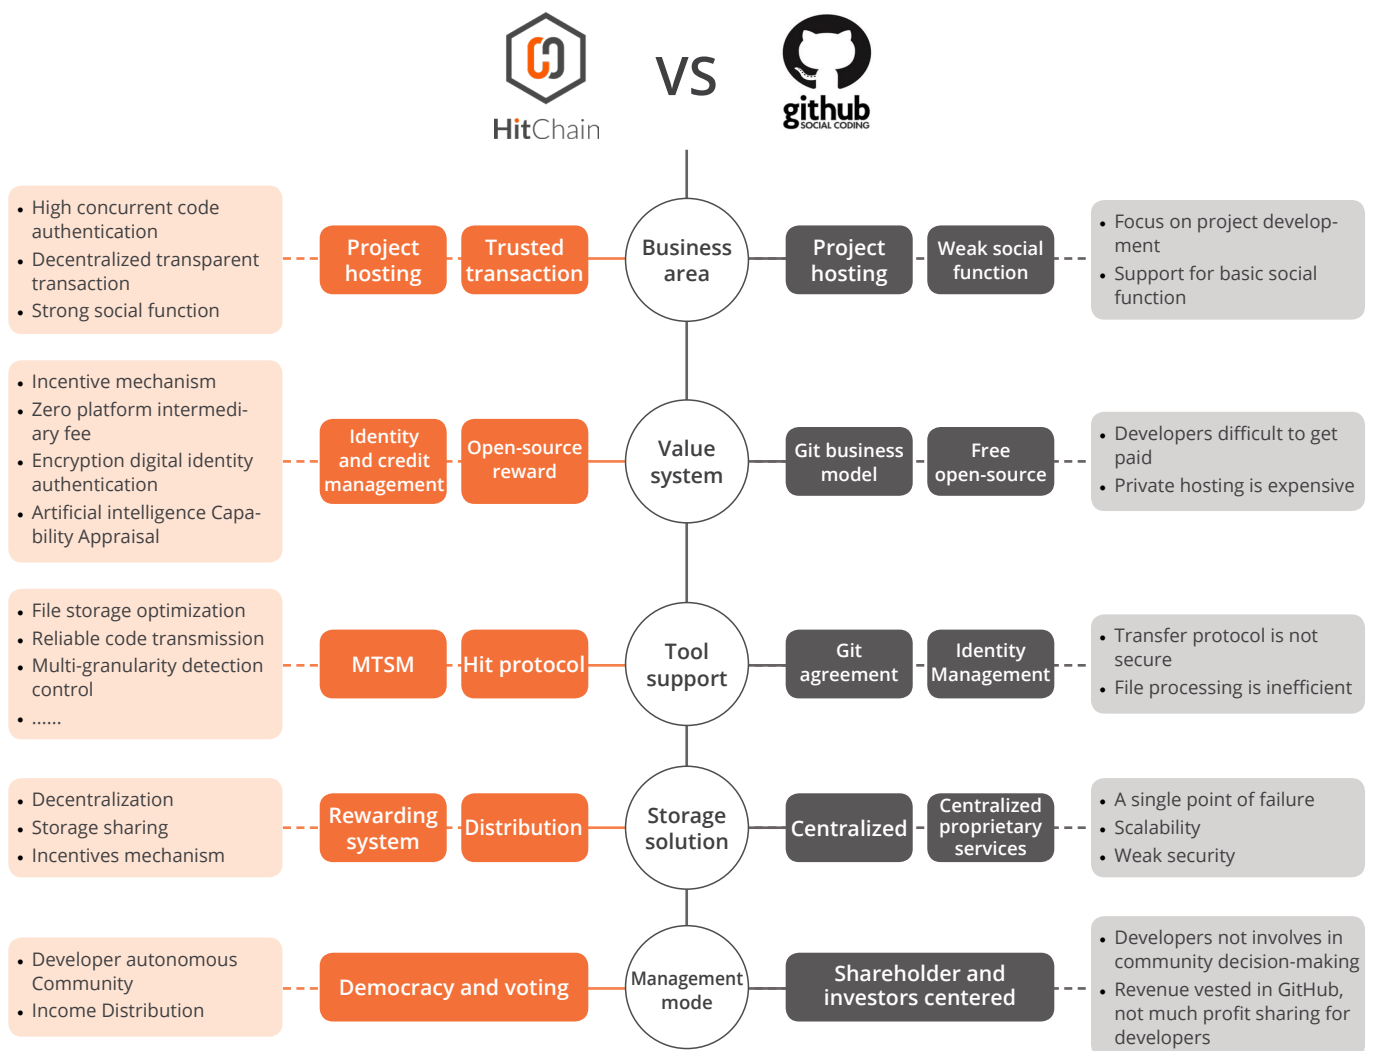 HitChain
VS
github
SOCIAL CODING
• High concurrent code
authentication
• Decentralized transparent
transaction
• Strong social function
Project
hosting
Trusted
transaction
Business
area
Project
hosting
Weak social
function
• Focus on project develop-
ment
• Support for basic social
function
• Incentive mechanism
• Zero platform intermedi-
ary fee
• Encryption digital identity
authentication
• Artificial intelligence Capa-
bility Appraisal
Identity
and credit
management
Open-source
reward
Value
system
Git business
model
Free
open-source
• Developers difficult to get
paid
• Private hosting is expensive
• File storage optimization
• Reliable code transmission
• Multi-granularity detection
control
• ......
MTSM
Hit protocol
Tool
support
Git
agreement
Identity
Management
• Transfer protocol is not
secure
• File processing is inefficient
• Decentralization
• Storage sharing
• Incentives mechanism
Rewarding
system
Distribution
Storage
solution
Centralized
Centralized
proprietary
services
• A single point of failure
• Scalability
• Weak security
• Developer autonomous
Community
• Income Distribution
Democracy and voting
Management
mode
Shareholder and
investors centered
• Developers not involves in
community decision-making
• Revenue vested in GitHub,
not much profit sharing for
developers